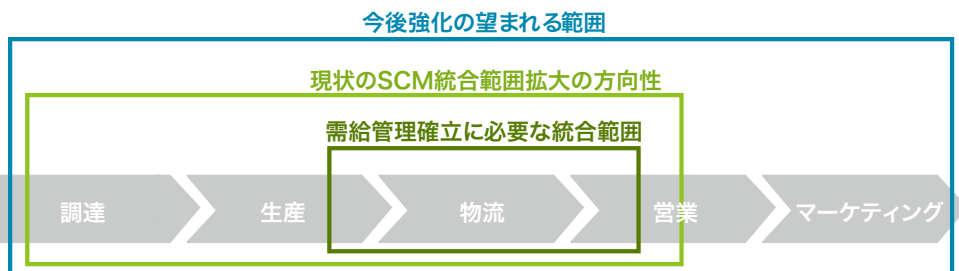 今後強化の望まれる範囲
現状のSCM統合範囲拡大の方向性
需給管理確立に必要な統合範囲
調達 生産 物流 営業 マーケティング